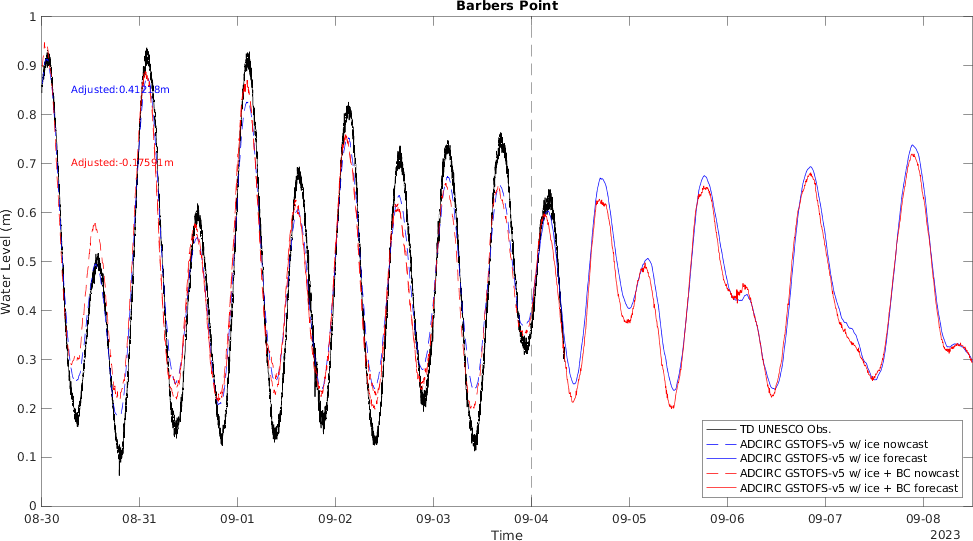 Barbers Point
Water Level (m)
1
0.9
0.8
0.7
0.6
0.5
0.4
0.3
0.2
0.1
0
Adjusted:0.41218m
Adjusted:-0.17591m
TD UNESCO Obs.
ADCIRC GSTOFS-v5 w/ ice nowcast
ADCIRC GSTOFS-v5 w/ ice forecast
ADCIRC GSTOFS-v5 w/ ice + BC nowcast
ADCIRC GSTOFS-v5 w/ ice + BC forecast
08-30 08-31 09-01 09-02 09-03 09-04 09-05 09-06 09-07 09-08
Time
2023